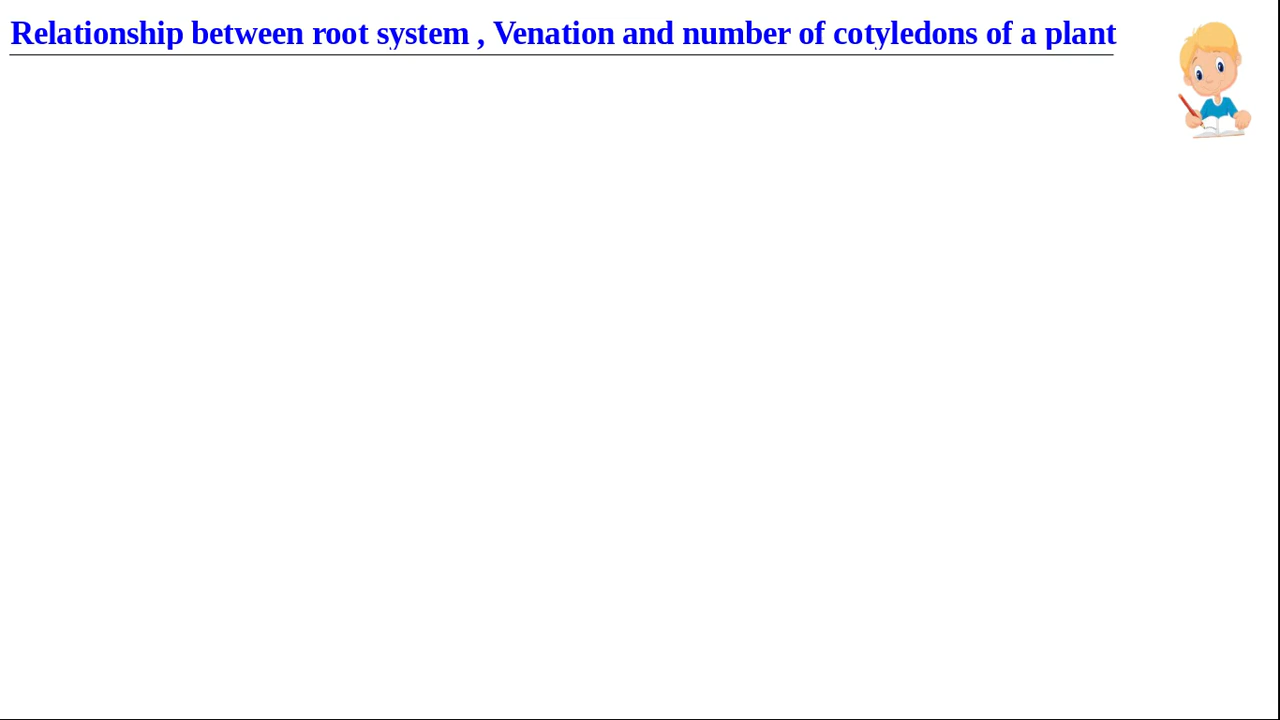 Relationship between root system , Venation and number of cotyledons of a plant